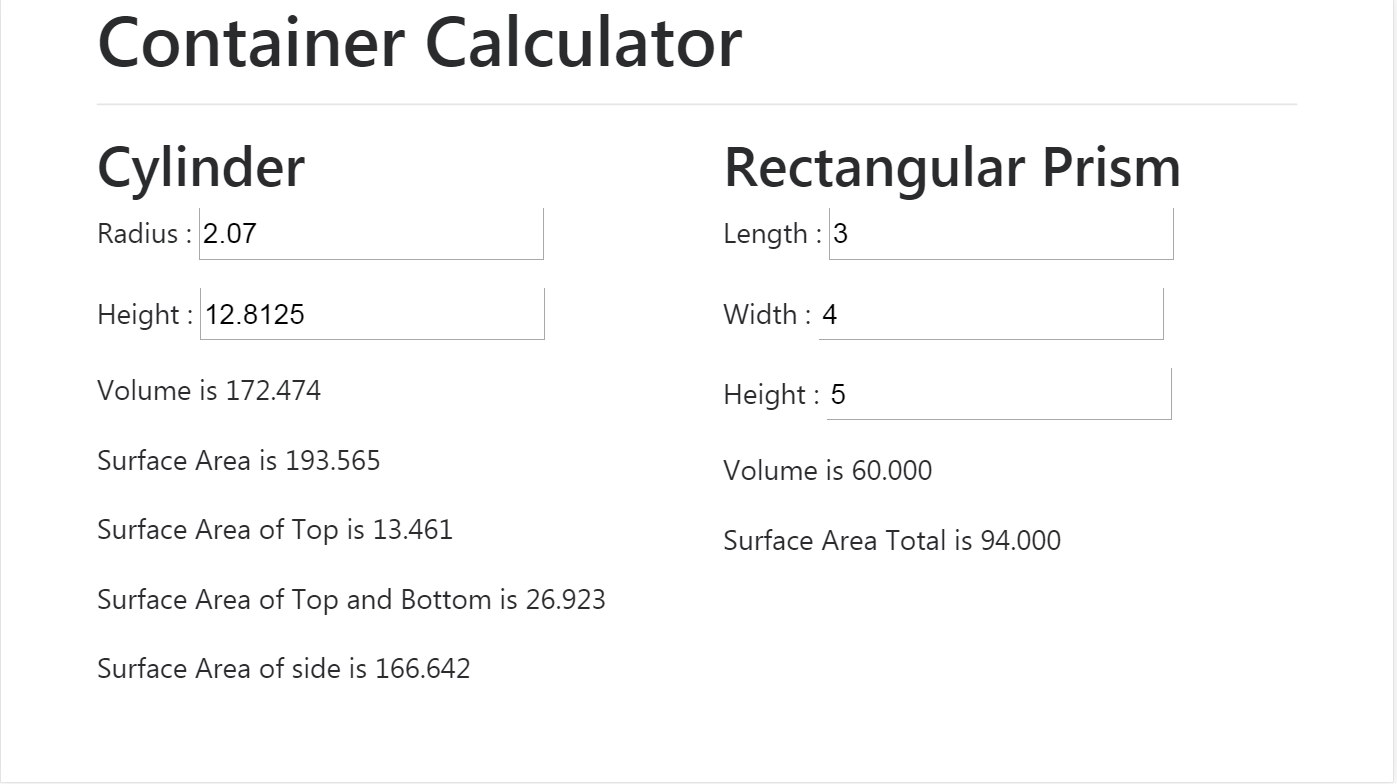 Container Calculator
Cylinder
Radius : 2.07
Height : 12.8125
Volume is 172.474
Surface Area is 193.565
Surface Area of Top is 13.461
Surface Area of Top and Bottom is 26.923
Surface Area of side is 166.642
Rectangular Prism
Length : 3
Width : 4
Height : 5
Volume is 60.000
Surface Area Total is 94.000